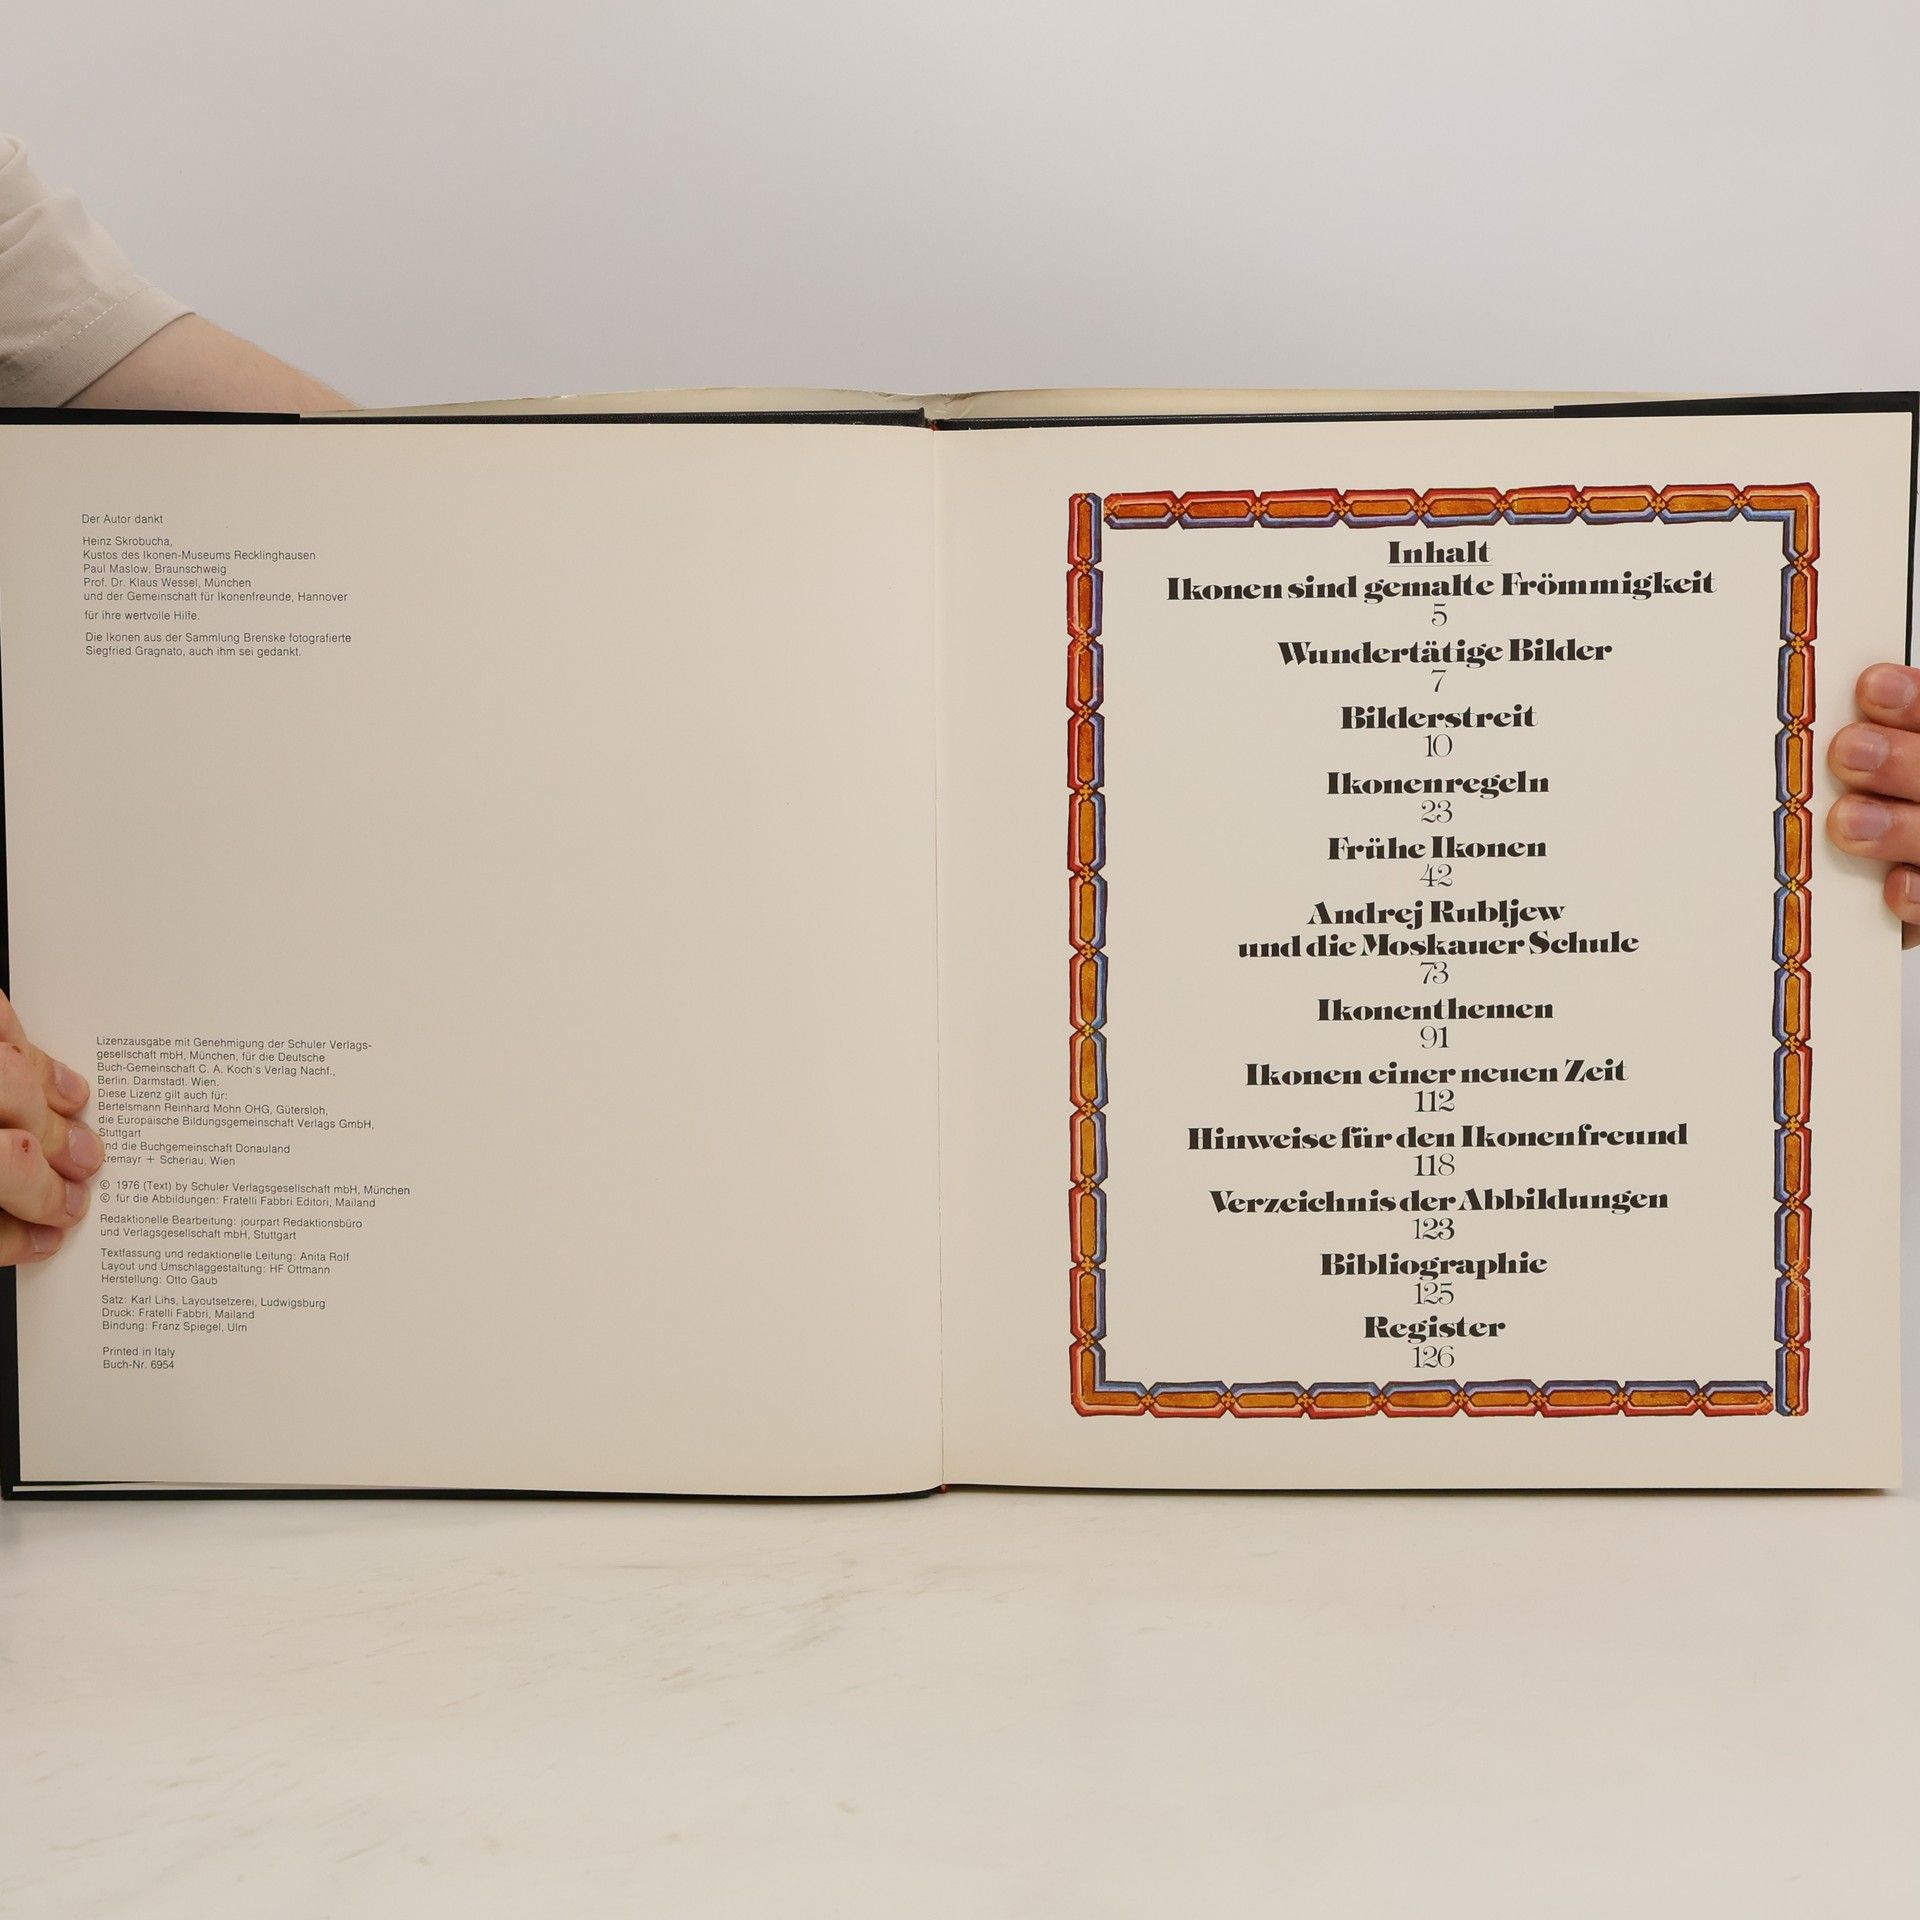 Der Autor dankt
Heinz Skrobucha,
Kustos des Ikonen-Museums Recklinghausen
Paul Maslow, Braunschweig
Prof. Dr. Klaus Wessel, München
und der Gemeinschaft für Ikonenfreunde, Hannover
für ihre wertvolle Hilfe.
Die Ikonen aus der Sammlung Brenske fotografierte
Siegfried Gragnato, auch ihm sei gedankt.
Lizenzausgabe mit Genehmigung der Schuler Verlags-
gesellschaft mbH, München, für die Deutsche
Buch-Gemeinschaft C. A. Koch's Verlag Nachf.,
Berlin. Darmstadt. Wien.
Diese Lizenz gilt auch für:
Bertelsmann Reinhard Mohn OHG, Gütersloh,
die Europäische Bildungsgemeinschaft Verlags GmbH,
Stuttgart
die Buchgemeinschaft Donauland
+ Scheriau, Wien
© 1976 (Text) by Schuler Verlagsgesellschaft mbH, München
© für die Abbildungen: Fratelli Fabbri Editori, Mailand
Redaktionelle Bearbeitung: jourpart Redaktionsbüro
und Verlagsgesellschaft mbH, Stuttgart
Textfassung und redaktionelle Leitung: Anita Rolf
Layout und Umschlaggestaltung: HF Ottmann
Herstellung: Otto Gaub
Satz: Karl Lihs, Layoutsetzerei, Ludwigsburg
Druck: Fratelli Fabbri, Mailand
Bindung: Franz Spiegel, Ulm
Printed in Italy
Buch-Nr. 6954
Inhalt
Ikonen sind gemalte Frömmigkeit
5
Wundertätige Bilder
7
Bilderstreit
10
Ikonenregeln
23
Frühe Ikonen
42
Andrej Rubljew
und die Moskauer Schule
73
Ikonenthemen
91
Ikonen einer neuen Zeit
112
Hinweise für den Ikonenfreund
118
Verzeichnis der Abbildungen
123
Bibliographie
125
Register
126